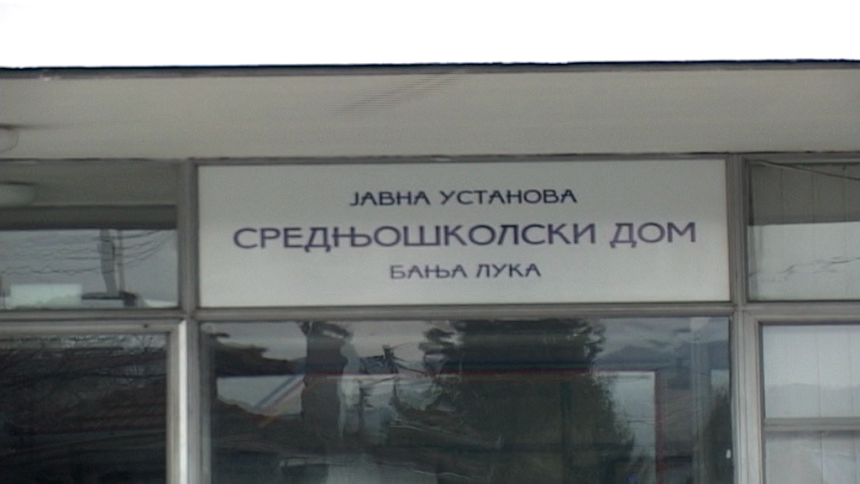 ЈАВНА УСТАНОВА
СРЕДЊОШКОЛСКИ ДОМ
БАЊА ЛУКА